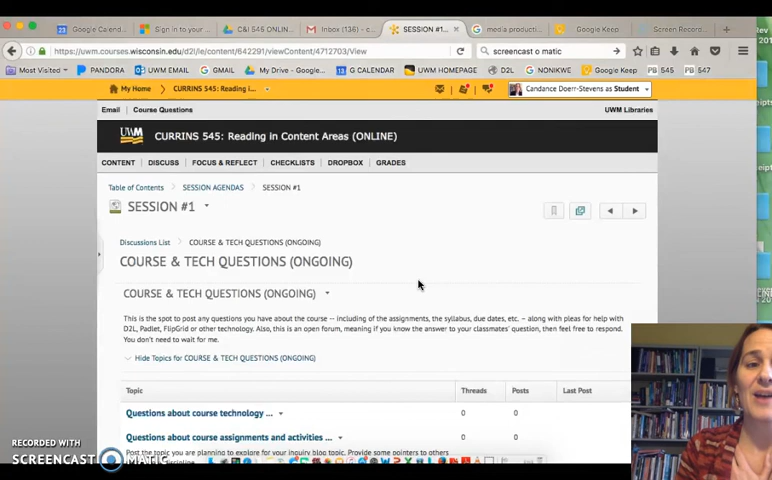 Google Calend...
Sign in to your ...
C&I 545 ONLIN...
Inbox (136) - c...
SESSION #1...
media producti...
Google Keep
Screen Record...
https://uwm.courses.wisconsin.edu/d2l/le/content/642291/viewContent/4712703/View
screencast o matic
Most Visited
PANDORA
UWM EMAIL
GMAIL
My Drive - Google...
G CALENDAR
UWM HOMEPAGE
D2L
NONIKWE
Google Keep
PB 545
PB 547
My Home
CURRINS 545: Reading i...
Candance Doerr-Stevens as Student
Email
Course Questions
UWM Libraries
UWM
CURRINS 545: Reading in Content Areas (ONLINE)
CONTENT
DISCUSS
FOCUS & REFLECT
CHECKLISTS
DROPBOX
GRADES
Table of Contents
SESSION AGENDAS
SESSION #1
SESSION #1
Discussions List
COURSE & TECH QUESTIONS (ONGOING)
COURSE & TECH QUESTIONS (ONGOING)
COURSE & TECH QUESTIONS (ONGOING)
This is the spot to post any questions you have about the course -- including of the assignments, the syllabus, due dates, etc. – along with pleas for help with
D2L, Padlet, FlipGrid or other technology. Also, this is an open forum, meaning if you know the answer to your classmates' question, then feel free to respond.
You don't need to wait for me.
Hide Topics for COURSE & TECH QUESTIONS (ONGOING)
Topic
Threads
Posts
Last Post
Questions about course technology ...
0
0
Questions about course assignments and activities ...
0
0
Post the topic you are planning to explore for your inquiry blog topic. Provide some pointers to others
RECORDED WITH
SCREENCAST MATIC